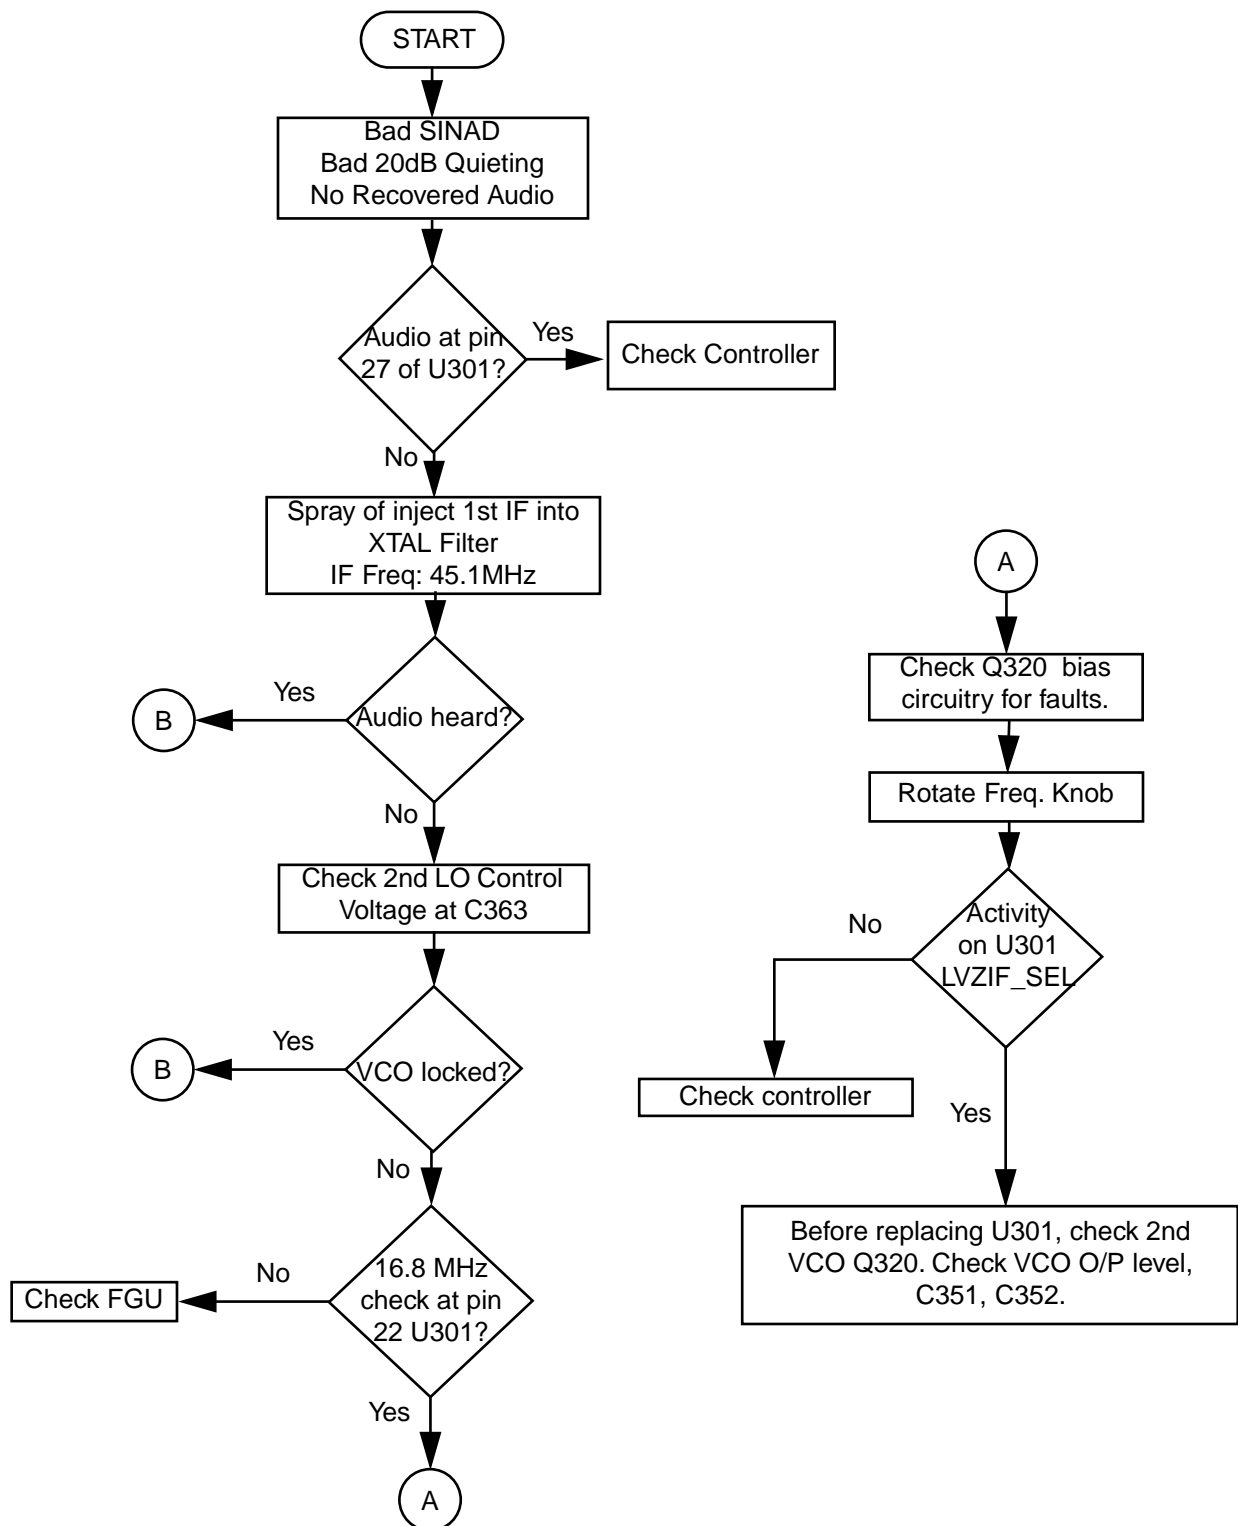 START
Bad SINAD
Bad 20dB Quieting
No Recovered Audio
Audio at pin
27 of U301?
Yes
Check Controller
No
Spray of inject 1st IF into
XTAL Filter
IF Freq: 45.1MHz
Audio heard?
Yes
B
No
Check 2nd LO Control
Voltage at C363
VCO locked?
Yes
B
No
16.8 MHz
check at pin
22 U301?
No
Check FGU
Yes
A
A
Check Q320 bias
circuitry for faults.
Rotate Freq. Knob
Activity
on U301
LVZIF_SEL
No
Check controller
Yes
Before replacing U301, check 2nd
VCO Q320. Check VCO O/P level,
C351, C352.